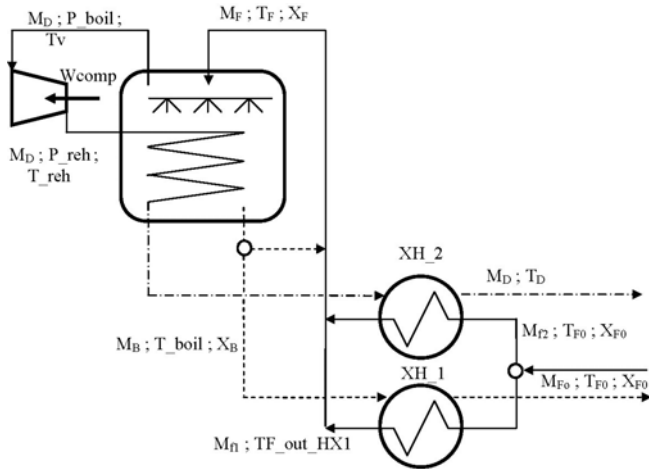 M_D ; P_boil ;
Tv
M_F ; T_F ; X_F
Wcomp
M_D ; P_reh ;
T_reh
XH_2
M_D ; T_D
M_f2 ; T_F0 ; X_F0
M_B ; T_boil ; X_B
XH_1
M_Fo ; T_F0 ; X_F0
M_f1 ; TF_out_HX1